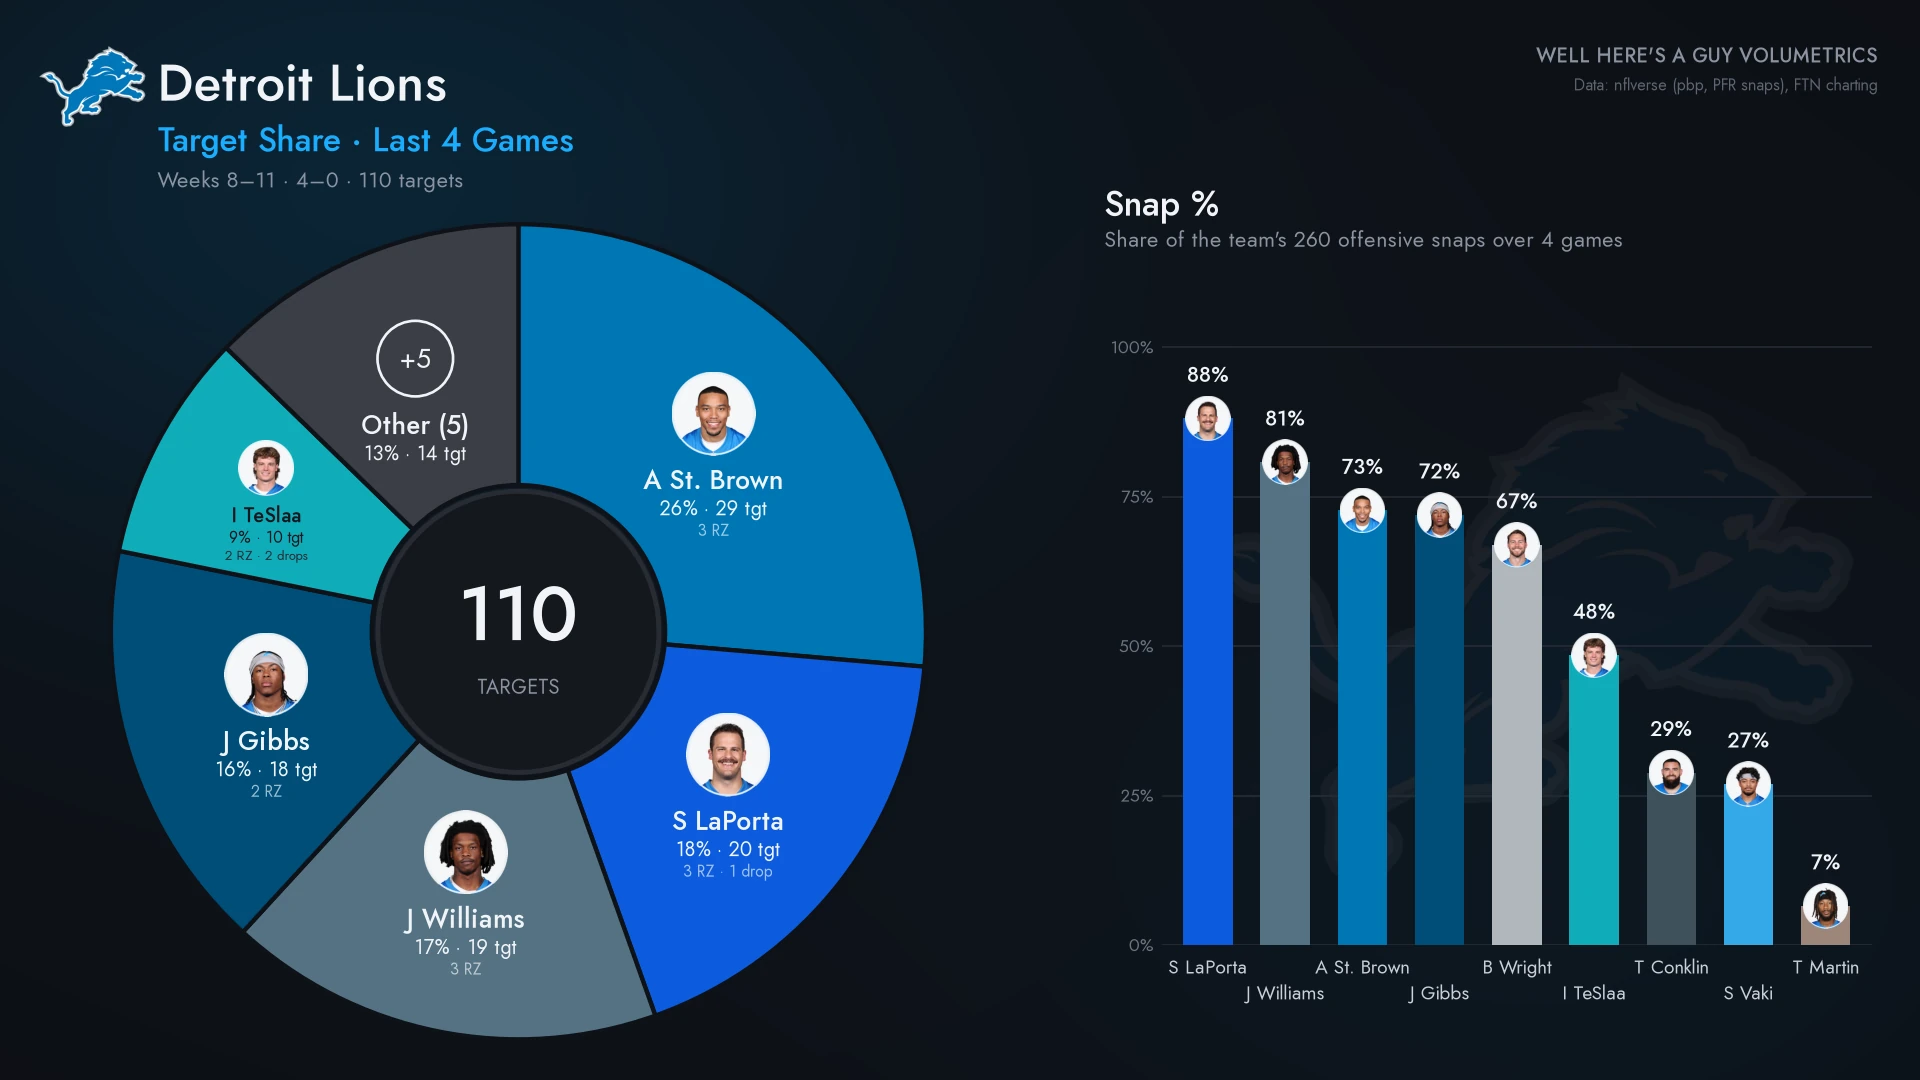 Detroit Lions
Target Share · Last 4 Games
Weeks 8–11 · 4–0 · 110 targets
WELL HERE'S A GUY VOLUMETRICS
Data: nflverse (pbp, PFR snaps), FTN charting
+5
Other (5)
13% · 14 tgt
A St. Brown
26% · 29 tgt
3 RZ
I TeSlaa
9% · 10 tgt
2 RZ · 2 drops
110
TARGETS
J Gibbs
16% · 18 tgt
2 RZ
S LaPorta
18% · 20 tgt
3 RZ · 1 drop
J Williams
17% · 19 tgt
3 RZ
Snap %
Share of the team's 260 offensive snaps over 4 games
100%
75%
50%
25%
0%
88%
81%
73%
72%
67%
48%
29%
27%
7%
S LaPorta
J Williams
A St. Brown
J Gibbs
B Wright
I TeSlaa
T Conklin
S Vaki
T Martin